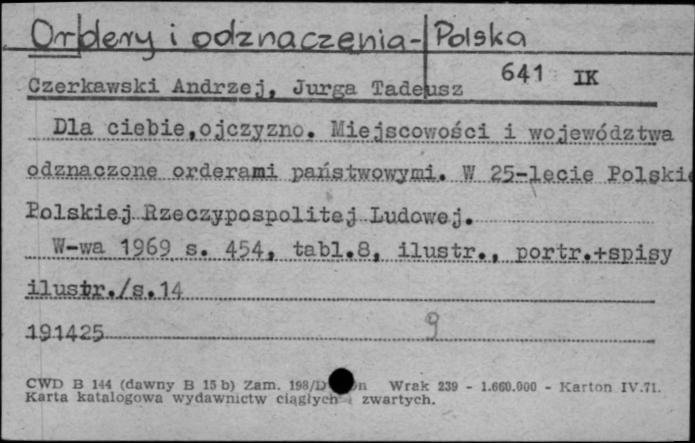 Ordery i odznaczenia - Polska
641 IK
Czerkawski Andrzej, Jurga Tadeusz
Dla ciebie,ojczyzno. Miejscowości i województwa
odznaczone orderami państwowymi. W 25-lecie Polskie
Polskiej Rzeczypospolitej Ludowej.
W-wa 1969 s. 454, tabl.8, ilustr., portr.+spisy
ilustr./s.14
191425 9
CWD B 144 (dawny B 15 b) Zam. 198/D n Wrak 239 - 1.660.000 - Karton IV.71.
Karta katalogowa wydawnictw ciągłych i zwartych.